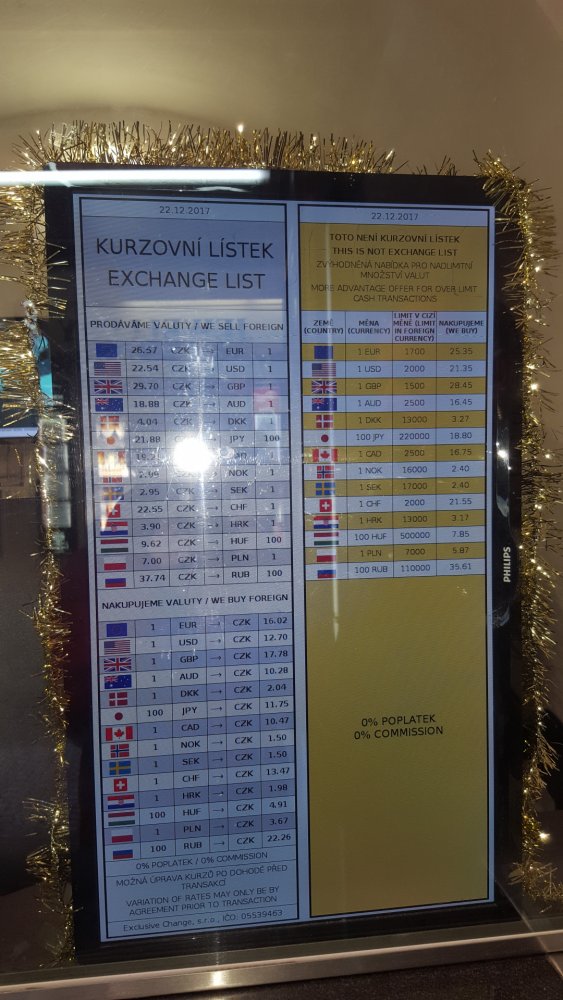 22.12.2017
KURZOVNÍ LÍSTEK
EXCHANGE LIST
PRODÁVÁME VALUTY / WE SELL FOREIGN
26.57 CZK → EUR 1
22.54 CZK → USD 1
29.70 CZK → GBP 1
18.88 CZK → AUD 1
4.04 CZK → DKK 1
21.88 CZK → JPY 100
1
NOK 1
2.95 CZK → SEK 1
22.55 CZK → CHF 1
3.90 CZK → HRK 1
9.62 CZK → HUF 100
7.00 CZK → PLN 1
37.74 CZK → RUB 100
NAKUPUJEME VALUTY / WE BUY FOREIGN
1 EUR → CZK 16.02
1 USD → CZK 12.70
1 GBP → CZK 17.78
1 AUD → CZK 10.28
1 DKK → CZK 2.04
100 JPY → CZK 11.75
1 CAD → CZK 10.47
1 NOK → CZK 1.50
1 SEK → CZK 1.50
1 CHF → CZK 13.47
1 HRK → CZK 1.98
100 HUF → CZK 4.91
1 PLN → CZK 3.67
100 RUB → CZK 22.26
0% POPLATEK / 0% COMMISSION
MOŽNÁ ÚPRAVA KURZŮ PO DOHODĚ PŘED
TRANSAKCÍ
VARIATION OF RATES MAY ONLY BE BY
AGREEMENT PRIOR TO TRANSACTION
Exclusive Change, s.r.o., IČO: 05539463
22.12.2017
TOTO NENÍ KURZOVNÍ LÍSTEK
THIS IS NOT EXCHANGE LIST
ZVÝHODNĚNÁ NABÍDKA PRO NADLIMITNÍ
MNOŽSTVÍ VALUT
MORE ADVANTAGE OFFER FOR OVER LIMIT
CASH TRANSACTIONS
ZEMĚ (COUNTRY) MĚNA (CURRENCY) LIMIT V CIZÍ MĚNĚ (LIMIT IN FOREIGN CURRENCY) NAKUPUJEME (WE BUY)
1 EUR 1700 25.35
1 USD 2000 21.35
1 GBP 1500 28.45
1 AUD 2500 16.45
1 DKK 13000 3.27
100 JPY 220000 18.80
1 CAD 2500 16.75
1 NOK 16000 2.40
1 SEK 17000 2.40
1 CHF 2000 21.55
1 HRK 13000 3.17
100 HUF 500000 7.85
1 PLN 7000 5.87
100 RUB 110000 35.61
0% POPLATEK
0% COMMISSION
PHILIPS